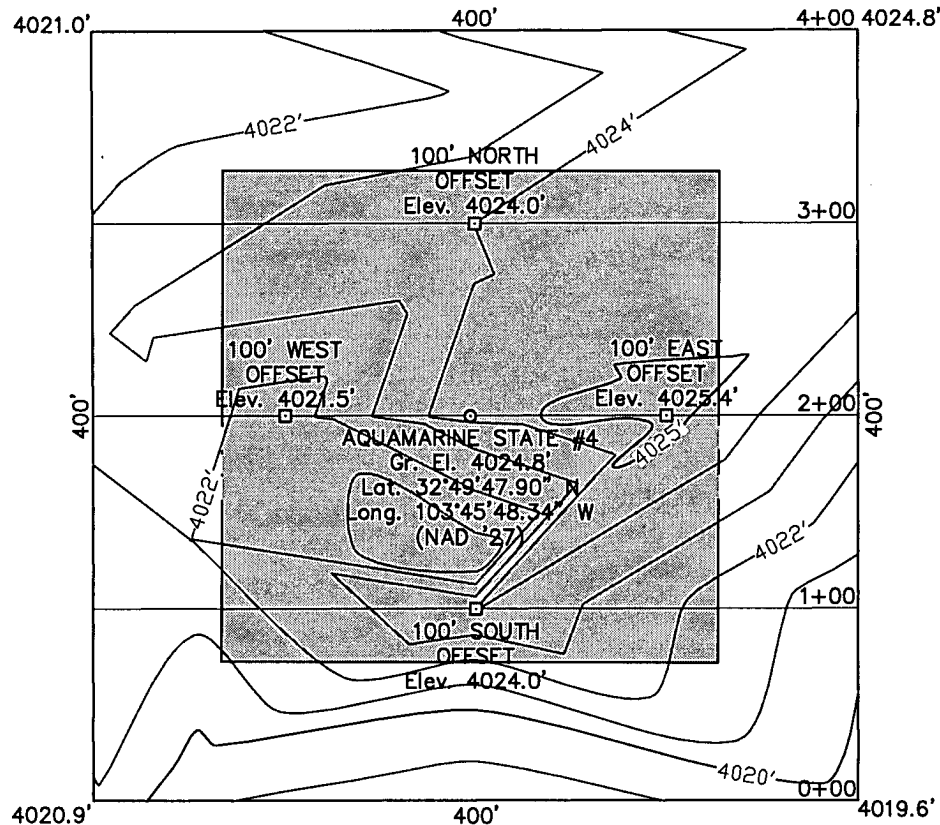 4021.0'
400'
4+00 4024.8'
4022'
4024'
100' NORTH
OFFSET
Elev. 4024.0'
3+00
100' WEST
OFFSET
Elev. 4021.5'
100' EAST
OFFSET
Elev. 4025.4'
400'
2+00
400'
AQUAMARINE STATE #4
Gr. El. 4024.8'
Lat. 32°49'47.90" N
Long. 103°45'48.34" W
(NAD '27)
4025'
4022'
4022'
1+00
100' SOUTH
OFFSET
Elev. 4024.0'
4020'
0+00
4020.9'
400'
4019.6'